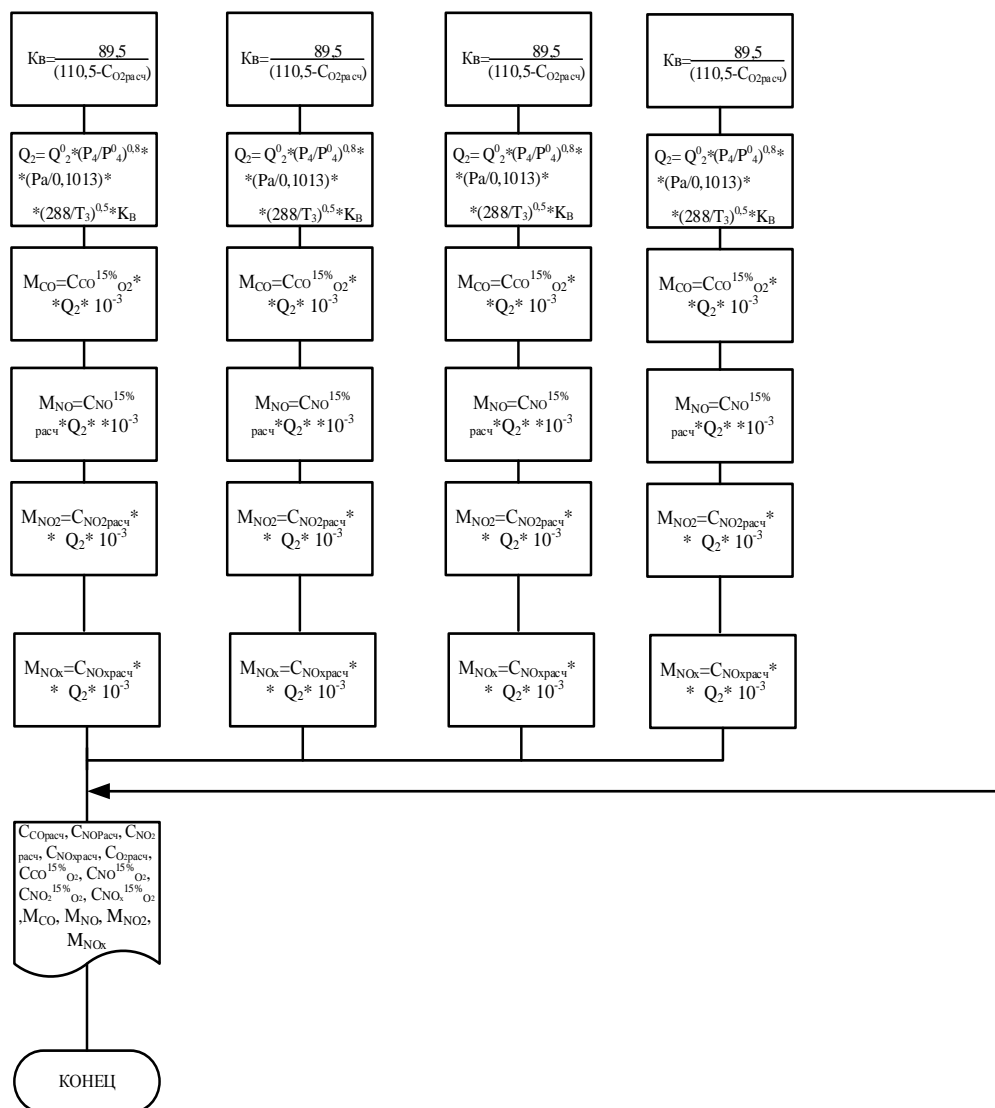 Кв=89,5/(110,5-CO2расч)
Q2= Q02*(P4/P04)0,8*
*(Pa/0,1013)*
*(288/T3)0,5*KB
MCO=CCO15%O2*
*Q2* 10-3
MNO=CNO15%
расч*Q2* *10-3
MNO2=CNO2расч*
* Q2* 10-3
MNOx=CNOxрасч*
* Q2* 10-3
Кв=89,5/(110,5-CO2расч)
Q2= Q02*(P4/P04)0,8*
*(Pa/0,1013)*
*(288/T3)0,5*KB
MCO=CCO15%O2*
*Q2* 10-3
MNO=CNO15%
расч*Q2* *10-3
MNO2=CNO2расч*
* Q2* 10-3
MNOx=CNOxрасч*
* Q2* 10-3
Кв=89,5/(110,5-CO2расч)
Q2= Q02*(P4/P04)0,8*
*(Pa/0,1013)*
*(288/T3)0,5*KB
MCO=CCO15%O2*
*Q2* 10-3
MNO=CNO15%
расч*Q2* *10-3
MNO2=CNO2расч*
* Q2* 10-3
MNOx=CNOxрасч*
* Q2* 10-3
Кв=89,5/(110,5-CO2расч)
Q2= Q02*(P4/P04)0,8*
*(Pa/0,1013)*
*(288/T3)0,5*KB
MCO=CCO15%O2*
*Q2* 10-3
MNO=CNO15%
расч*Q2* *10-3
MNO2=CNO2расч*
* Q2* 10-3
MNOx=CNOxрасч*
* Q2* 10-3
CCOрасч, CNOРасч, CNO2
расч, CNOxрасч, CO2расч,
CCO15%O2, CNO15%O2,
CNO215%O2, CNOx15%O2
,MCO, MNO, MNO2,
MNOx
КОНЕЦ